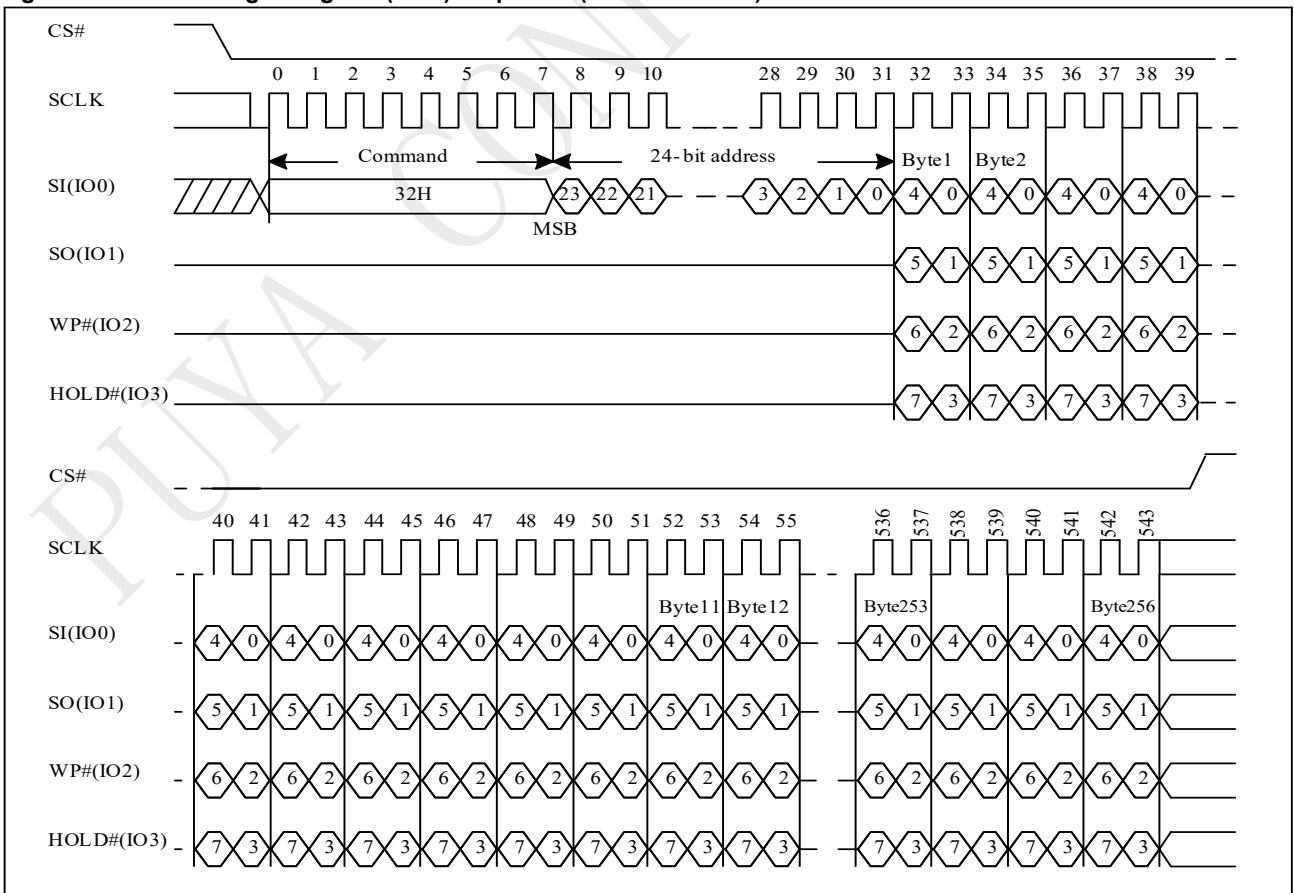 CS#
0 1 2 3 4 5 6 7 8 9 10 28 29 30 31 32 33 34 35 36 37 38 39
SCLK
Command 24-bit address Byte1 Byte2
SI(IO0) 32H 23 22 21 3 2 1 0 4 0 4 0 4 0 4 0
MSB
SO(IO1) 5 1 5 1 5 1 5 1
WP#(IO2) 6 2 6 2 6 2 6 2
HOLD#(IO3) 7 3 7 3 7 3 7 3
CS#
40 41 42 43 44 45 46 47 48 49 50 51 52 53 54 55 536 537 538 539 540 541 542 543
SCLK
Byte11 Byte12 Byte253 Byte256
SI(IO0) 4 0 4 0 4 0 4 0 4 0 4 0 4 0 4 0 4 0 4 0 4 0 4 0
SO(IO1) 5 1 5 1 5 1 5 1 5 1 5 1 5 1 5 1 5 1 5 1 5 1 5 1
WP#(IO2) 6 2 6 2 6 2 6 2 6 2 6 2 6 2 6 2 6 2 6 2 6 2 6 2
HOLD#(IO3) 7 3 7 3 7 3 7 3 7 3 7 3 7 3 7 3 7 3 7 3 7 3 7 3
PUYA